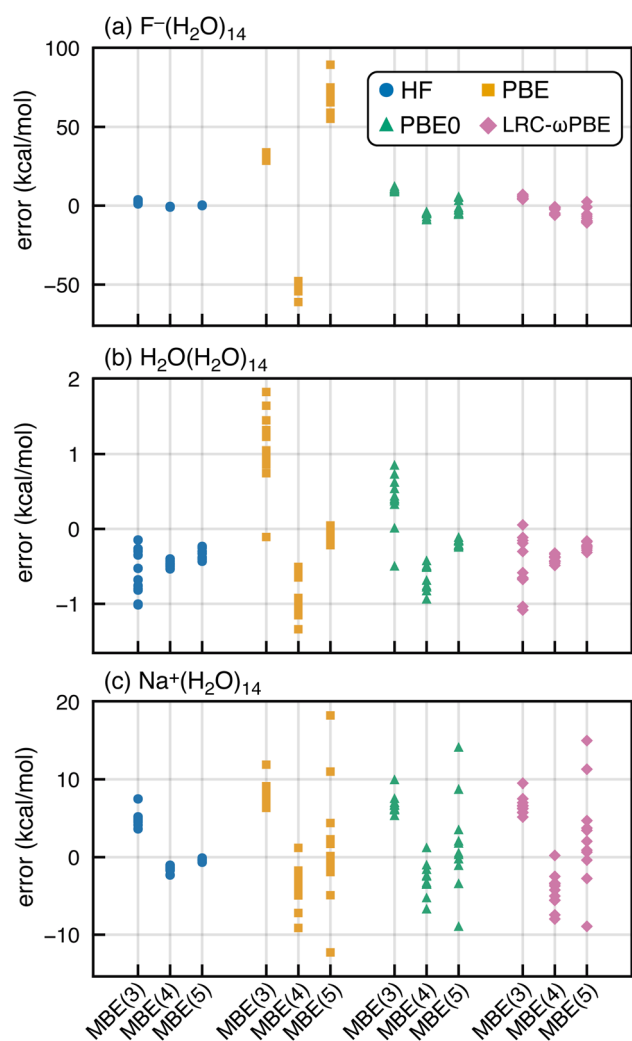 (a) F⁻(H₂O)₁₄
100
50
0
−50
error (kcal/mol)
HF PBE
PBE0 LRC-ωPBE
(b) H₂O(H₂O)₁₄
2
1
0
−1
error (kcal/mol)
(c) Na⁺(H₂O)₁₄
20
10
0
−10
error (kcal/mol)
MBE(3) MBE(4) MBE(5) MBE(3) MBE(4) MBE(5) MBE(3) MBE(4) MBE(5) MBE(3) MBE(4) MBE(5)